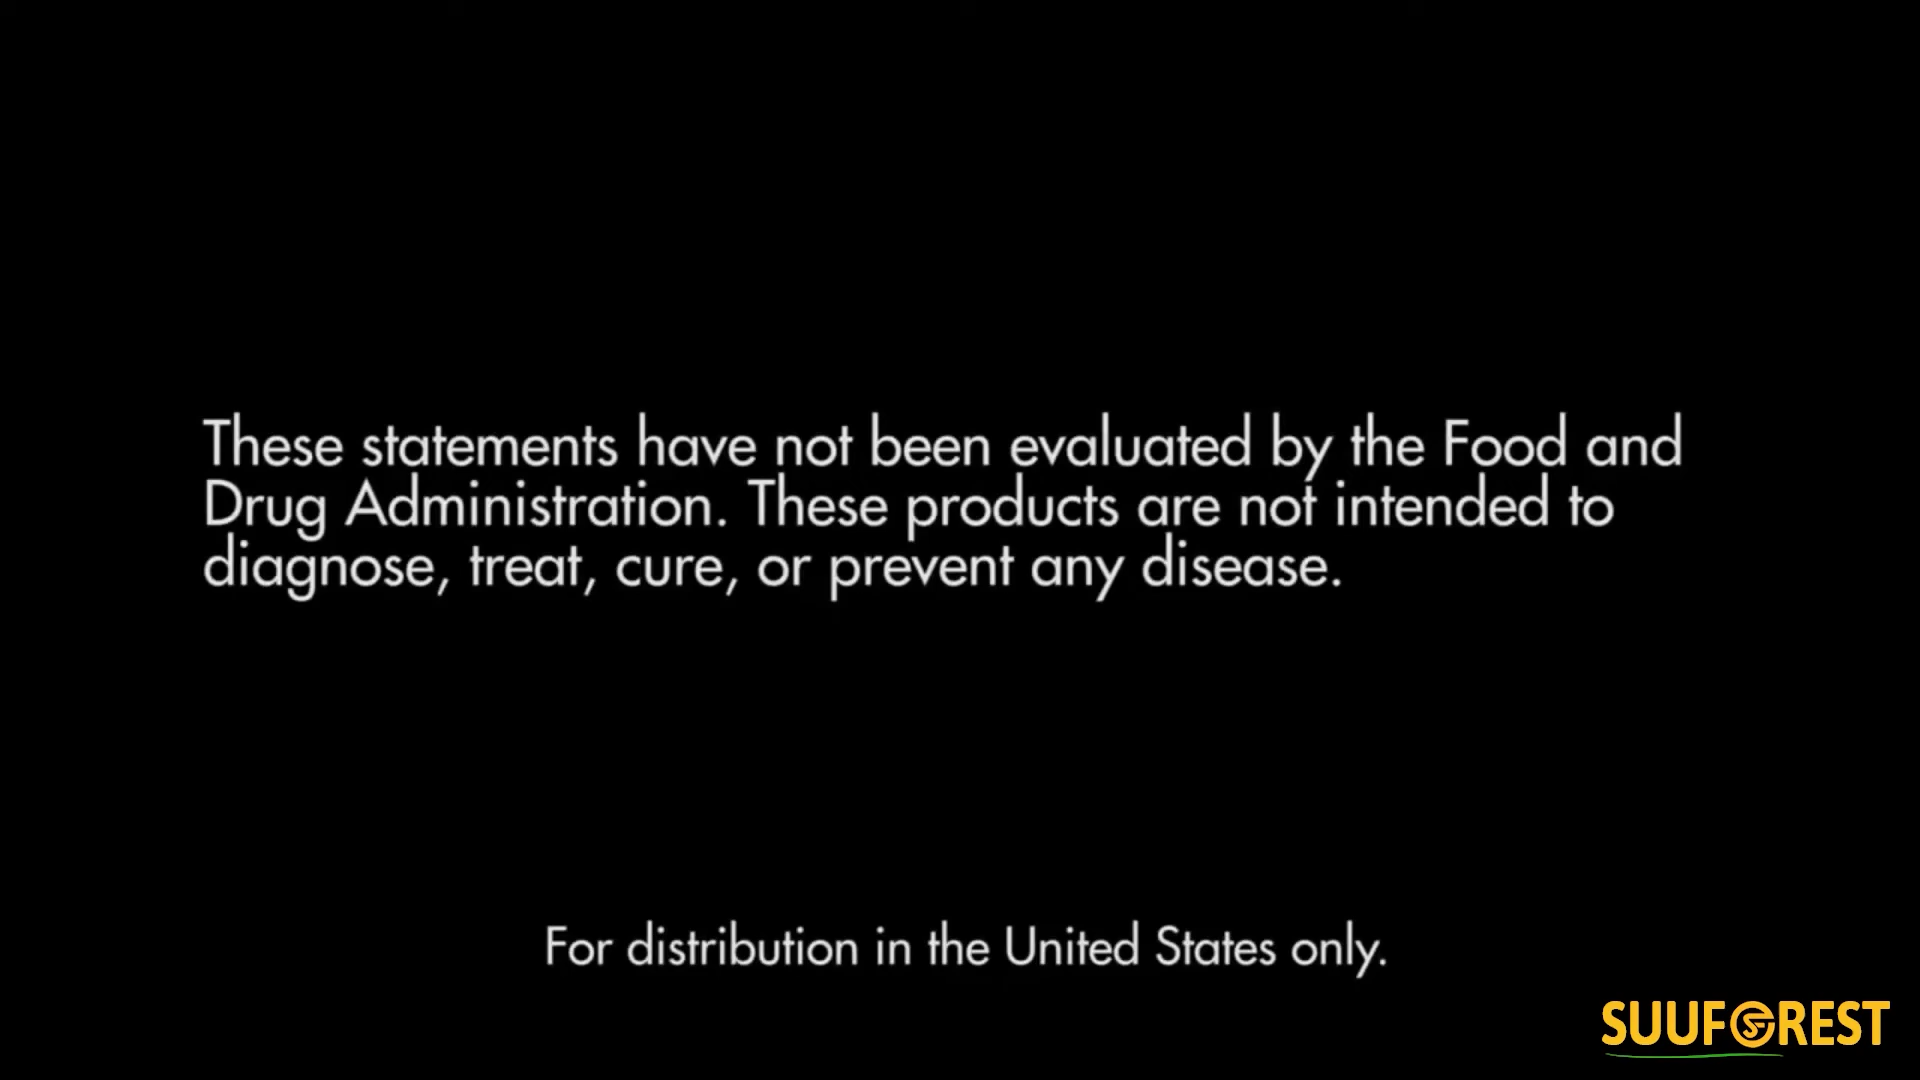 These statements have not been evaluated by the Food and
Drug Administration. These products are not intended to
diagnose, treat, cure, or prevent any disease.
For distribution in the United States only.
SUUFOREST